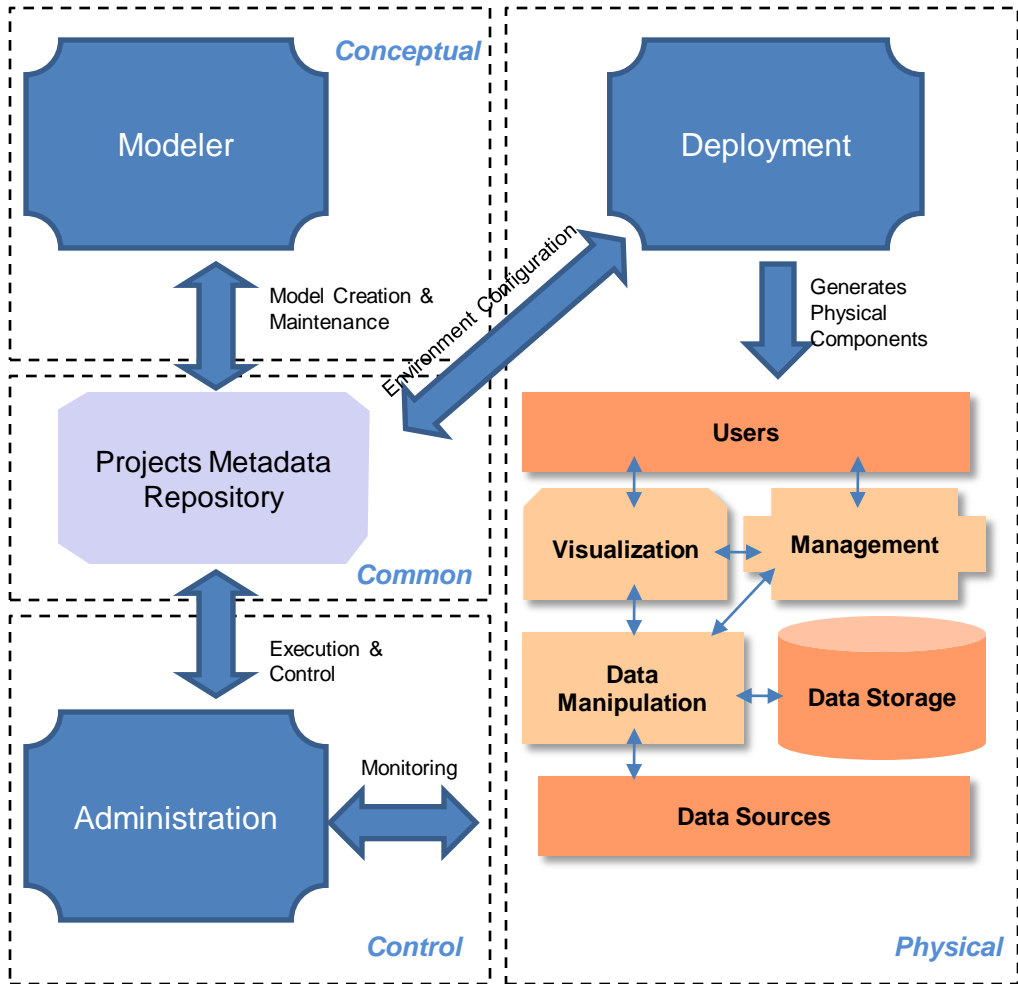 Conceptual
Modeler
Model Creation &
Maintenance
Environment Configuration
Projects Metadata
Repository
Common
Execution &
Control
Administration
Monitoring
Control
Deployment
Generates
Physical
Components
Users
Visualization
Management
Data
Manipulation
Data Storage
Data Sources
Physical